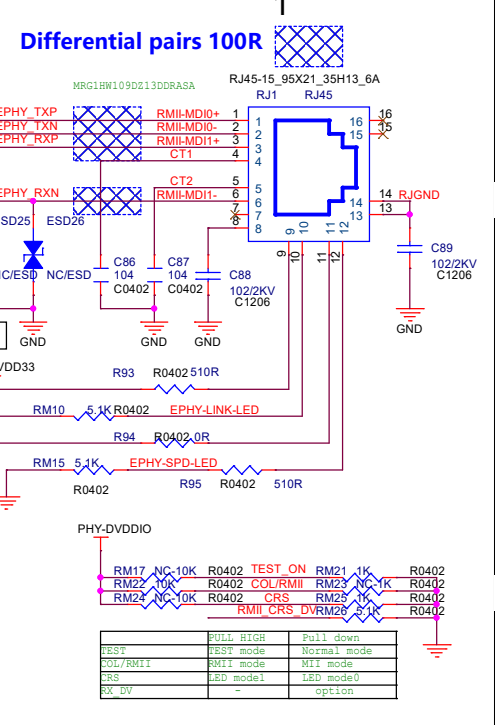 1
Differential pairs 100R
RJ45-15_95X21_35H13_6A
MRG1HW109DZ13DDRASA
RJ1 RJ45
EPHY_TXP RMII-MDI0+ 1 1 16 16
EPHY_TXN RMII-MDI0- 2 2 15 15
EPHY_RXP RMII-MDI1+ 3 3
CT1 4 4
CT2 5 5
EPHY_RXN RMII-MDI1- 6 6 14 14 RJGND
7 7 13 13
8 8
9 10 11 12
9 10 11 12
ESD25 ESD26
C86 C87 C88 C89
NC/ESD NC/ESD 104 104 102/2KV 102/2KV
C0402 C0402 C1206 C1206
GND GND GND GND
VDD33
R93 R0402 510R
RM10 5.1K R0402 EPHY-LINK-LED
R94 R0402 0R
RM15 5.1K EPHY-SPD-LED
R0402 R95 R0402 510R
PHY-DVDDIO
RM17 NC-10K R0402 TEST_ON RM21 1K R0402
RM22 10K R0402 COL/RMII RM23 NC-1K R0402
RM24 NC-10K R0402 CRS RM25 1K R0402
RMII_CRS_DV RM26 5.1K R0402
PULL HIGH Pull down
TEST TEST mode Normal mode
COL/RMII RMII mode MII mode
CRS LED mode1 LED mode0
RX_DV - option